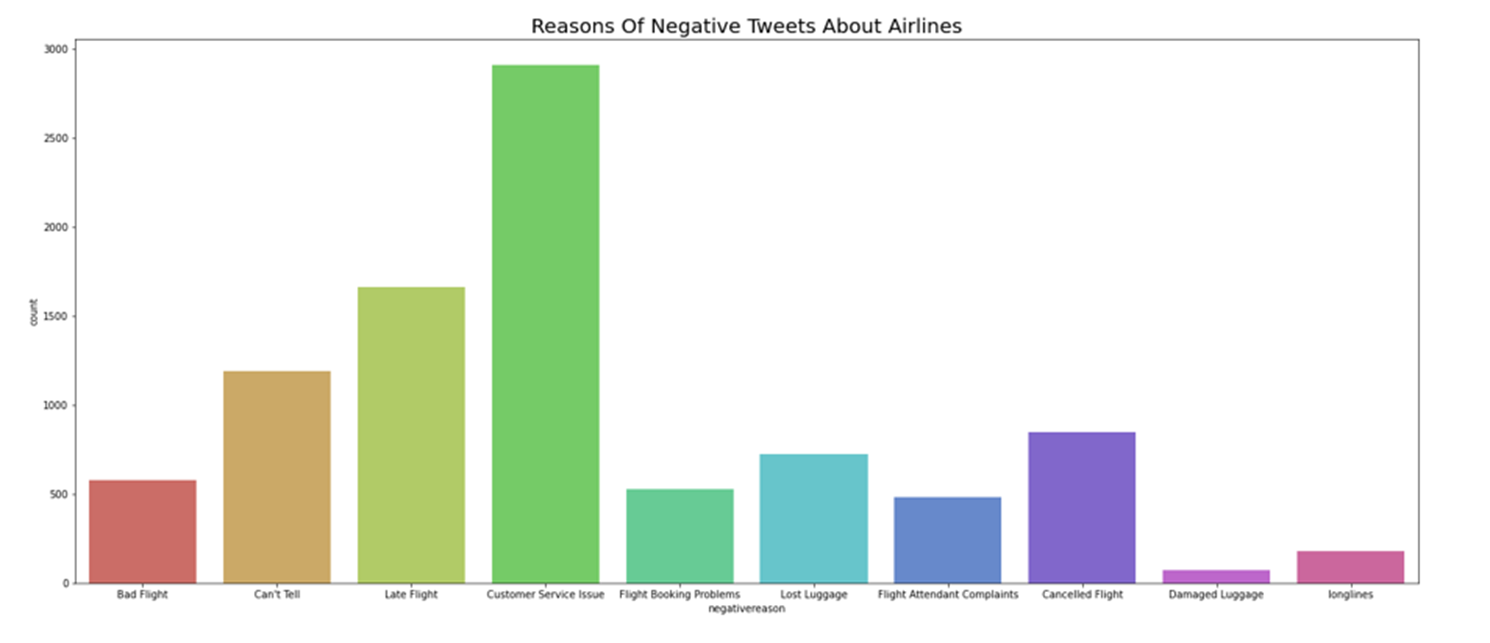 Reasons Of Negative Tweets About Airlines
3000
2500
2000
1500
1000
500
0
count
Bad Flight Can't Tell Late Flight Customer Service Issue Flight Booking Problems Lost Luggage Flight Attendant Complaints Cancelled Flight Damaged Luggage longlines
negativereason